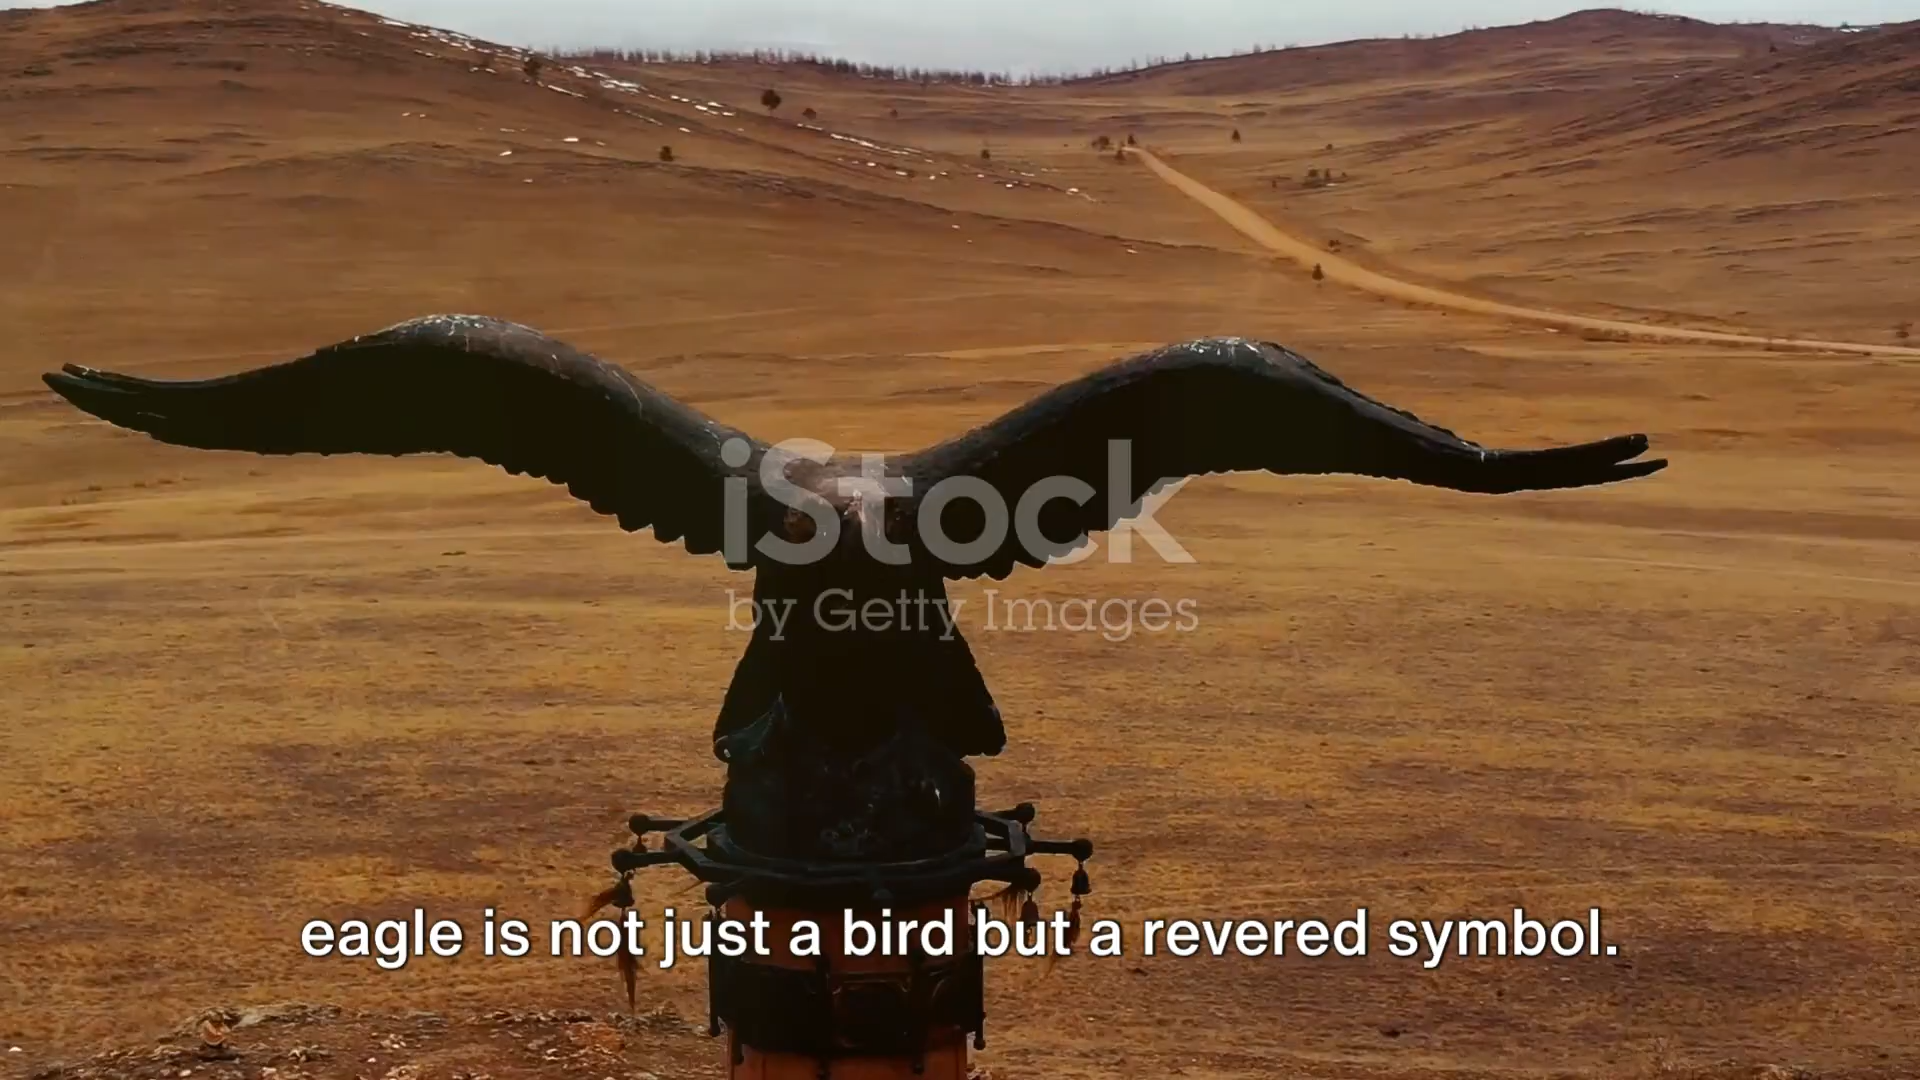 iStock
by Getty Images
eagle is not just a bird but a revered symbol.